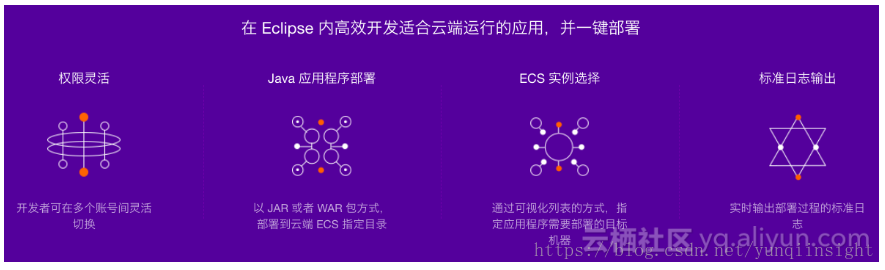 在 Eclipse 内高效开发适合云端运行的应用，并一键部署
权限灵活
Java 应用程序部署
ECS 实例选择
标准日志输出
开发者可在多个账号间灵活
切换
以 JAR 或者 WAR 包方式，
部署到云端 ECS 指定目录
通过可视化列表的方式，指
定应用程序需要部署的目标
机器
实时输出部署过程的标准日
志
云栖社区 yq.aliyun.com
https://blog.csdn.net/yunqiinsight